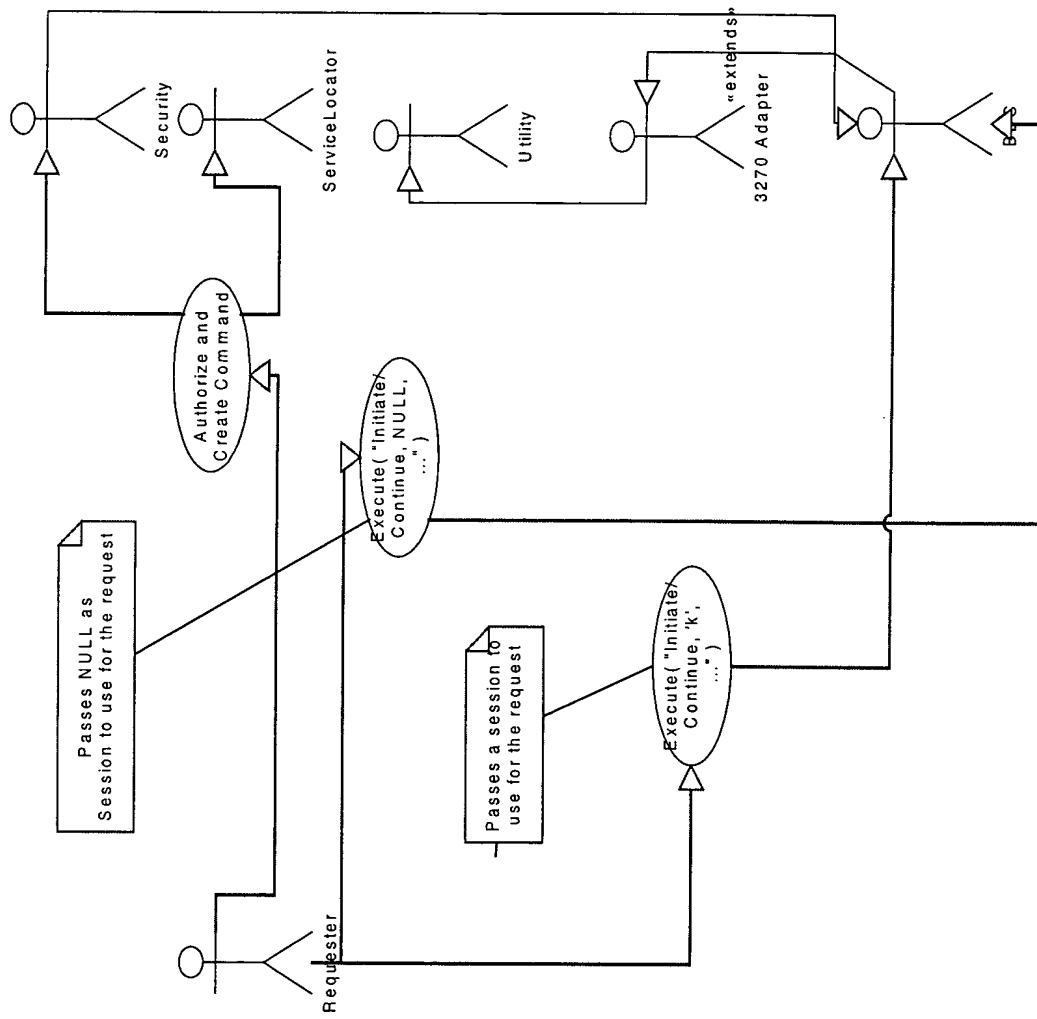 Security
ServiceLocator
Utility
«extends»
3270 Adapter
Authorize and
Create Command
Execute( "Initiate/
Continue, NULL,
..." )
Passes NULL as
Session to use for the request
Execute( "Initiate/
Continue, 'k',
..." )
Passes a session to
use for the request
Requester